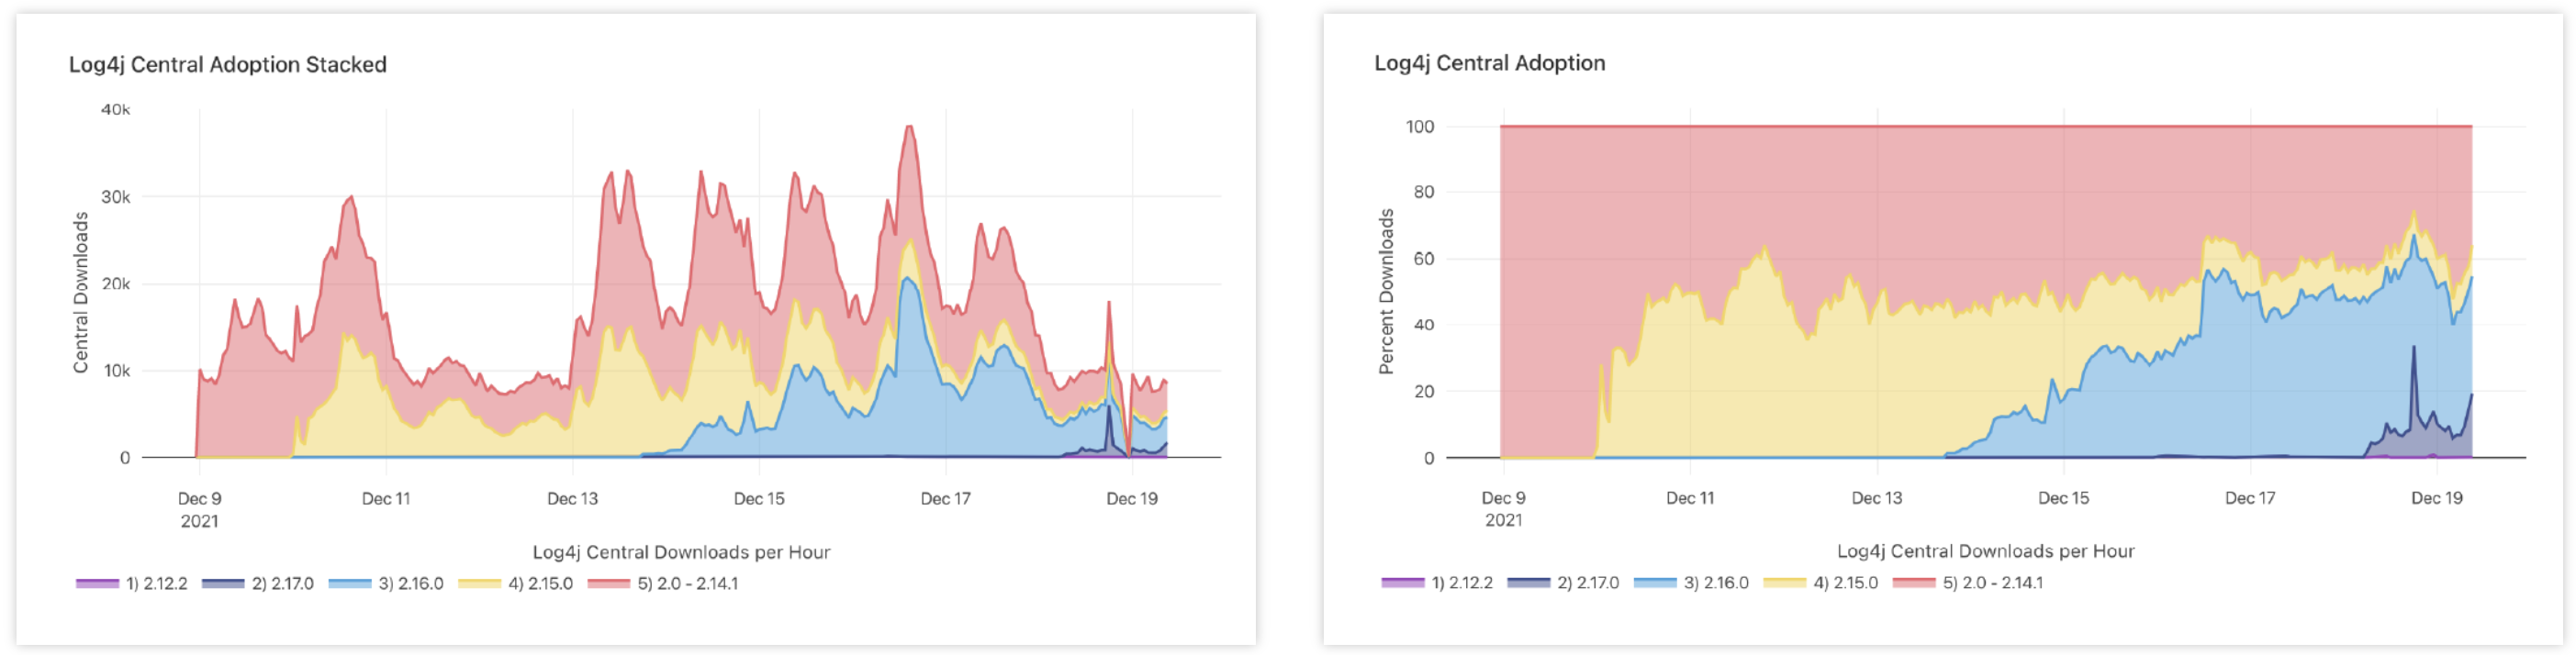 Log4j Central Adoption Stacked
Central Downloads
40k
30k
20k
10k
0
Dec 9 Dec 11 Dec 13 Dec 15 Dec 17 Dec 19
2021
Log4j Central Downloads per Hour
1) 2.12.2 2) 2.17.0 3) 2.16.0 4) 2.15.0 5) 2.0 - 2.14.1
Log4j Central Adoption
Percent Downloads
100
80
60
40
20
0
Dec 9 Dec 11 Dec 13 Dec 15 Dec 17 Dec 19
2021
Log4j Central Downloads per Hour
1) 2.12.2 2) 2.17.0 3) 2.16.0 4) 2.15.0 5) 2.0 - 2.14.1